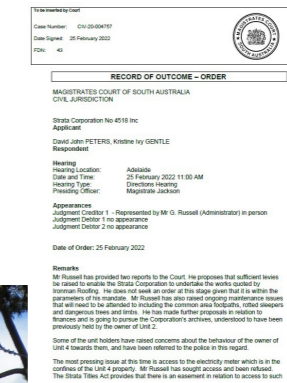 To be inserted by Court
Case Number: CIV-20-004757
Date Signed: 25 February 2022
FDN: 43
MAGISTRATES COURT
SOUTH AUSTRALIA
RECORD OF OUTCOME – ORDER
MAGISTRATES COURT OF SOUTH AUSTRALIA
CIVIL JURISDICTION
Strata Corporation No 4518 Inc
Applicant
David John PETERS, Kristine Ivy GENTLE
Respondent
Hearing
Hearing Location: Adelaide
Date and Time: 25 February 2022 11:00 AM
Hearing Type: Directions Hearing
Presiding Officer: Magistrate Jackson
Appearances
Judgment Creditor 1 - Represented by Mr G. Russell (Administrator) in person
Judgment Debtor 1 no appearance
Judgment Debtor 2 no appearance
Date of Order: 25 February 2022
Remarks
Mr Russell has provided two reports to the Court. He proposes that sufficient levies
be raised to enable the Strata Corporation to undertake the works quoted by
Ironman Roofing. He does not seek an order at this stage given that it is within the
parameters of his mandate. Mr Russell has also raised ongoing maintenance issues
that will need to be attended to including the common area footpaths, rotted sleepers
and dangerous trees and limbs. He has made further proposals in relation to
finances and is going to pursue the Corporation's archives, understood to have been
previously held by the owner of Unit 2.
Some of the unit holders have raised concerns about the behaviour of the owner of
Unit 4 towards them, and have been referred to the police in this regard.
The most pressing issue at this time is access to the electricity meter which is in the
confines of the Unit 4 property. Mr Russell has sought access and been refused.
The Strata Titles Act provides that there is an easement in relation to access to such